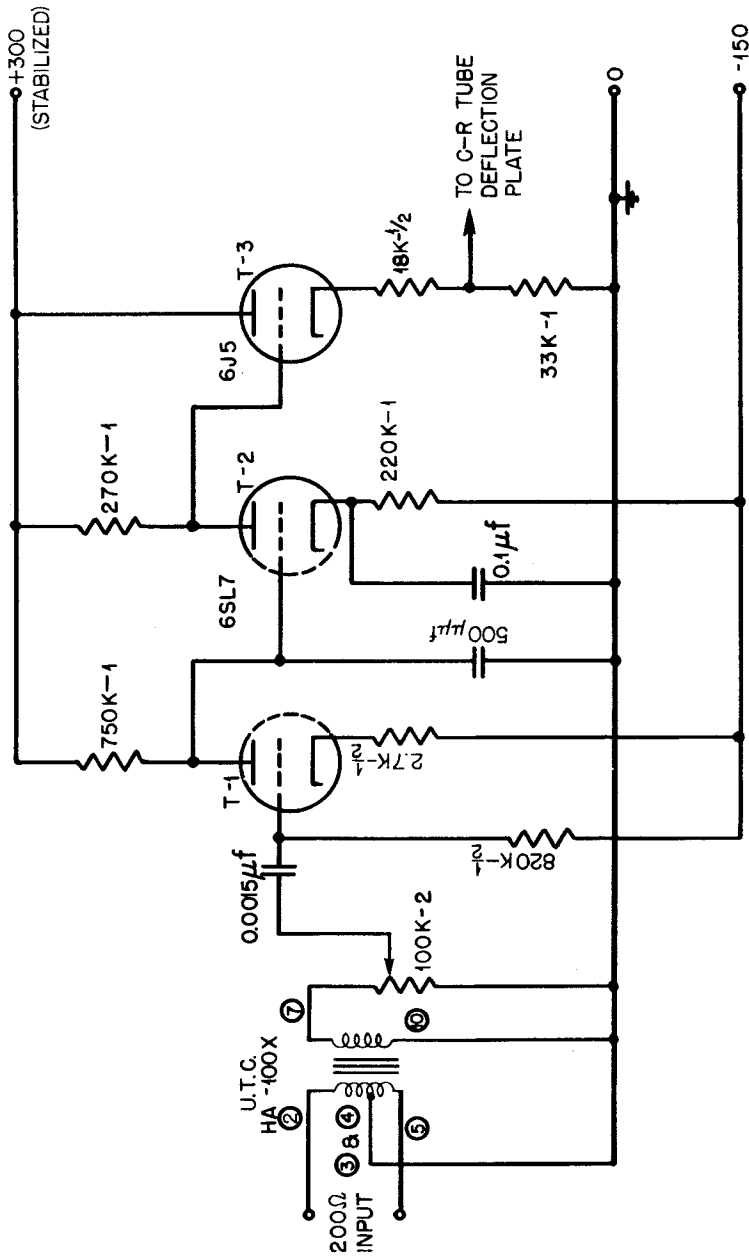 +300
(STABILIZED)
270K-1
750K-1
T-3
6J5
T-2
6SL7
T-1
18K-1/2
TO C-R TUBE
DEFLECTION
PLATE
33K-1
220K-1
0.1μf
500μμf
2.7K-1/2
820K-1/2
0.0015μf
100K-2
U.T.C.
HA-100X
2
7
3 & 4
10
5
200Ω
INPUT
0
-150